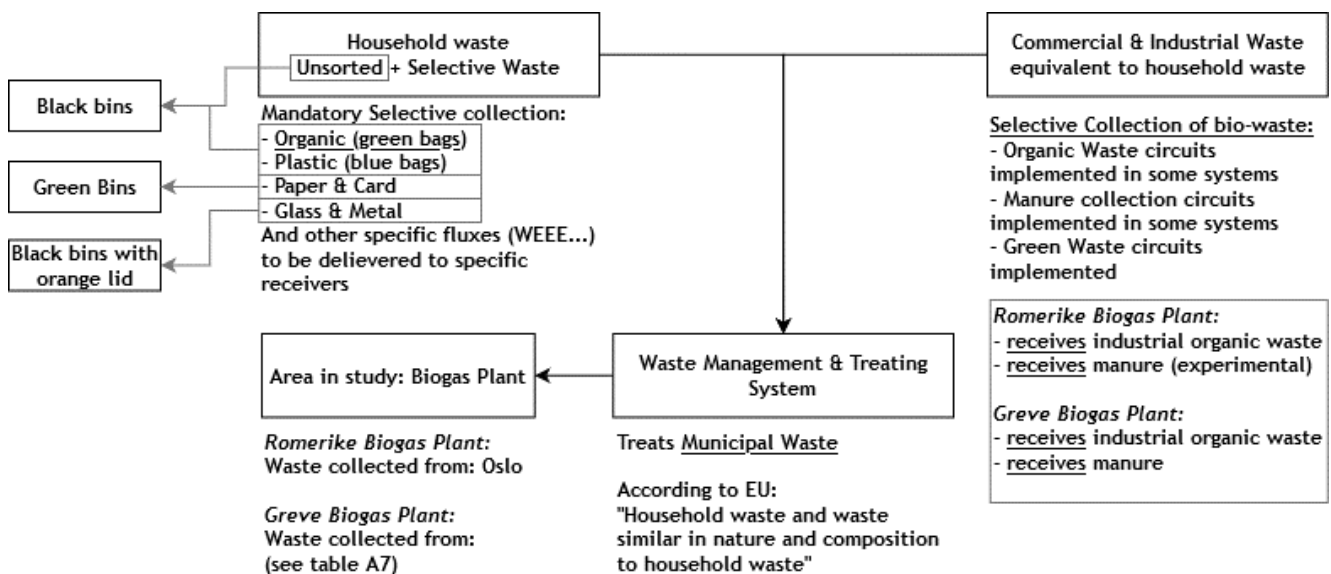 Household waste
Unsorted + Selective Waste
Commercial & Industrial Waste
equivalent to household waste
Black bins
Green Bins
Black bins with
orange lid
Mandatory Selective collection:
- Organic (green bags)
- Plastic (blue bags)
- Paper & Card
- Glass & Metal
And other specific fluxes (WEEE...)
to be delievered to specific
receivers
Selective Collection of bio-waste:
- Organic Waste circuits
implemented in some systems
- Manure collection circuits
implemented in some systems
- Green Waste circuits
implemented
Romerike Biogas Plant:
- receives industrial organic waste
- receives manure (experimental)
Greve Biogas Plant:
- receives industrial organic waste
- receives manure
Area in study: Biogas Plant
Waste Management & Treating
System
Romerike Biogas Plant:
Waste collected from: Oslo
Greve Biogas Plant:
Waste collected from:
(see table A7)
Treats Municipal Waste
According to EU:
"Household waste and waste
similar in nature and composition
to household waste"